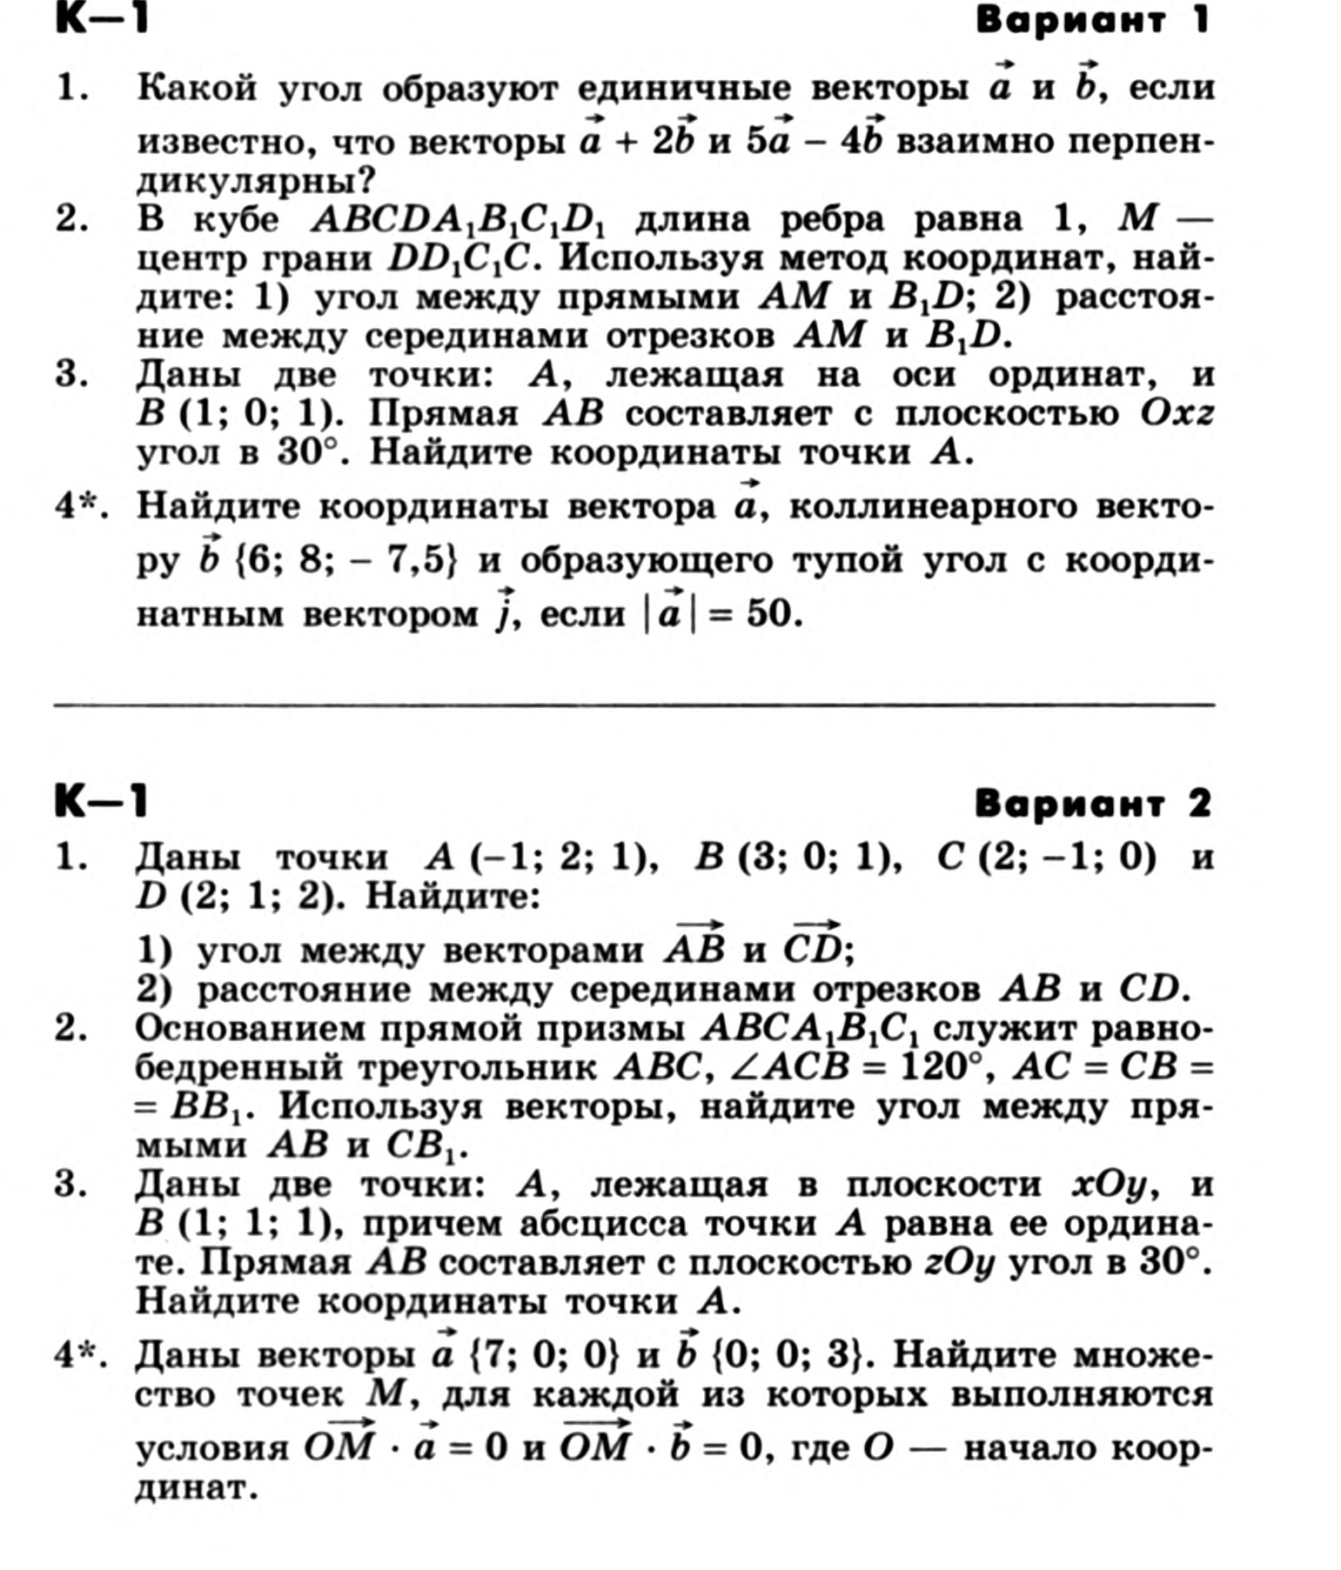 К—1 Вариант 1
1. Какой угол образуют единичные векторы a⃗ и b⃗, если
известно, что векторы a⃗ + 2b⃗ и 5a⃗ − 4b⃗ взаимно перпен-
дикулярны?
2. В кубе ABCDA₁B₁C₁D₁ длина ребра равна 1, M —
центр грани DD₁C₁C. Используя метод координат, най-
дите: 1) угол между прямыми AM и B₁D; 2) расстоя-
ние между серединами отрезков AM и B₁D.
3. Даны две точки: A, лежащая на оси ординат, и
B (1; 0; 1). Прямая AB составляет с плоскостью Oxz
угол в 30°. Найдите координаты точки A.
4*. Найдите координаты вектора a⃗, коллинеарного векто-
ру b⃗ {6; 8; − 7,5} и образующего тупой угол с коорди-
натным вектором j⃗, если |a⃗| = 50.
К—1 Вариант 2
1. Даны точки A (−1; 2; 1), B (3; 0; 1), C (2; −1; 0) и
D (2; 1; 2). Найдите:
1) угол между векторами A͞B⃗ и C͞D⃗;
2) расстояние между серединами отрезков AB и CD.
2. Основанием прямой призмы ABCA₁B₁C₁ служит равно-
бедренный треугольник ABC, ∠ACB = 120°, AC = CB =
= BB₁. Используя векторы, найдите угол между пря-
мыми AB и CB₁.
3. Даны две точки: A, лежащая в плоскости xOy, и
B (1; 1; 1), причем абсцисса точки A равна ее ордина-
те. Прямая AB составляет с плоскостью zOy угол в 30°.
Найдите координаты точки A.
4*. Даны векторы a⃗ {7; 0; 0} и b⃗ {0; 0; 3}. Найдите множе-
ство точек M, для каждой из которых выполняются
условия O͞M⃗ · a⃗ = 0 и O͞M⃗ · b⃗ = 0, где O — начало коор-
динат.